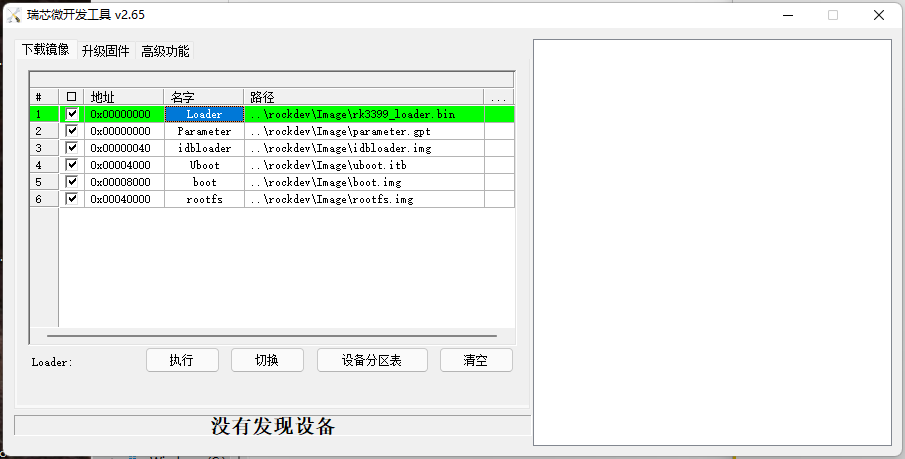 瑞芯微开发工具 v2.65
下载镜像 升级固件 高级功能
# 地址 名字 路径 ...
1 0x00000000 Loader ..\rockdev\Image\rk3399_loader.bin
2 0x00000000 Parameter ..\rockdev\Image\parameter.gpt
3 0x00000040 idbloader ..\rockdev\Image\idbloader.img
4 0x00004000 Uboot ..\rockdev\Image\uboot.itb
5 0x00008000 boot ..\rockdev\Image\boot.img
6 0x00040000 rootfs ..\rockdev\Image\rootfs.img
Loader: 执行 切换 设备分区表 清空
没有发现设备